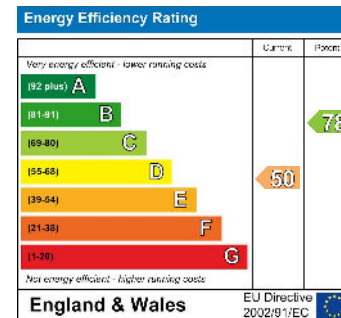 Energy Efficiency Rating
Current Potent
Very energy efficient - lower running costs
(92 plus) A
(81-91) B
(69-80) C
(55-68) D
(39-54) E
(21-38) F
(1-20) G
50
78
Not energy efficient - higher running costs
England & Wales
EU Directive
2002/91/EC